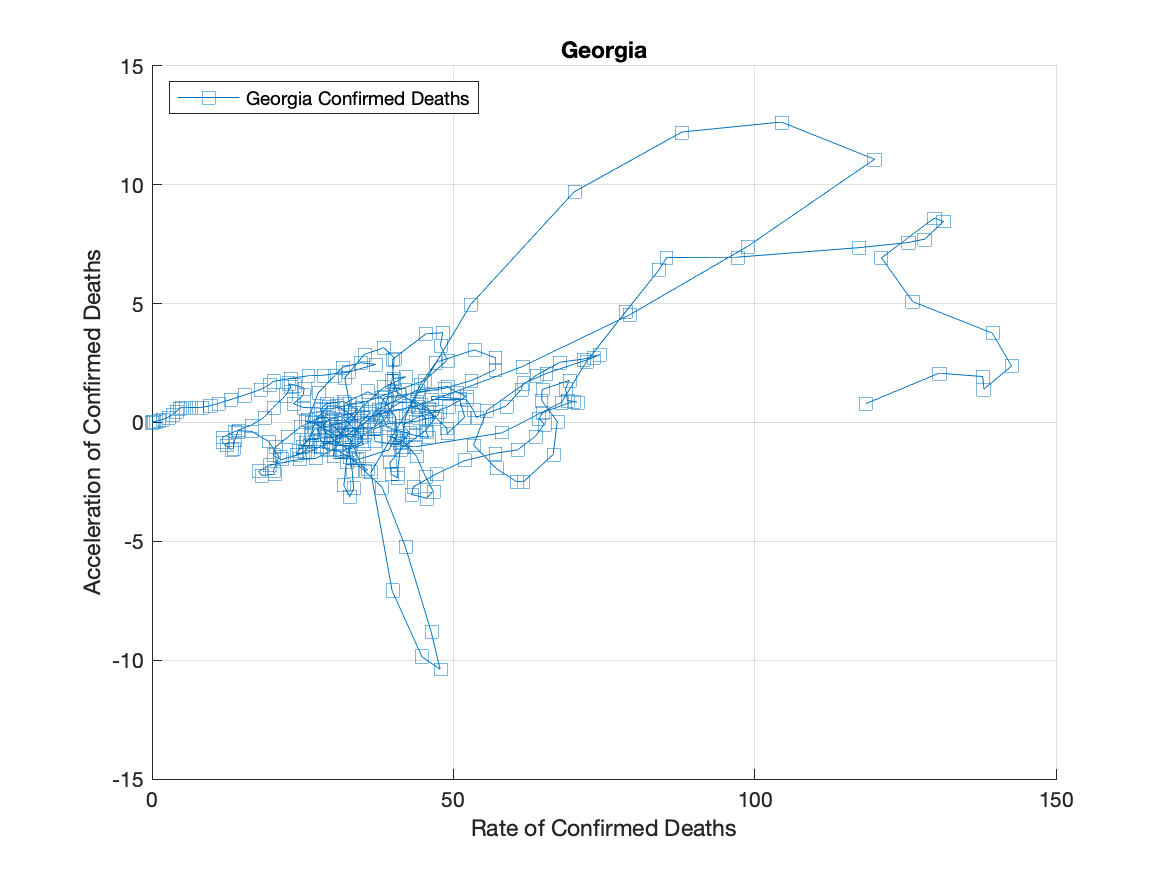 Georgia
15
Georgia Confirmed Deaths
10
5
0
-5
-10
-15
Acceleration of Confirmed Deaths
0 50 100 150
Rate of Confirmed Deaths